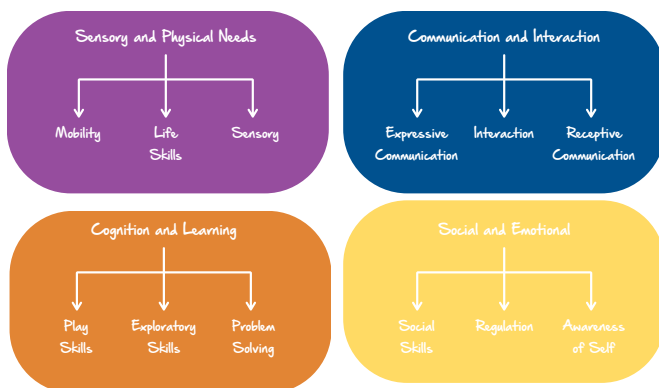 Sensory and Physical Needs
Mobility
Life
Skills
Sensory
Communication and Interaction
Expressive
Communication
Interaction
Receptive
Communication
Cognition and Learning
Play
Skills
Exploratory
Skills
Problem
Solving
Social and Emotional
Social
Skills
Regulation
Awareness
of Self